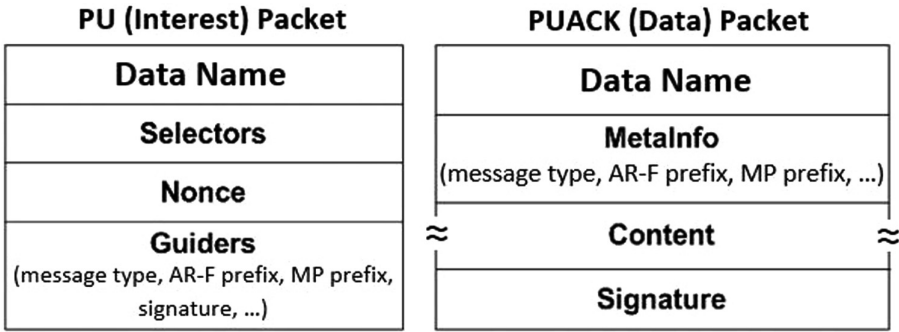 PU (Interest) Packet
Data Name
Selectors
Nonce
Guiders
(message type, AR-F prefix, MP prefix,
signature, ...)
PUACK (Data) Packet
Data Name
MetaInfo
(message type, AR-F prefix, MP prefix, ...)
≈ Content ≈
Signature